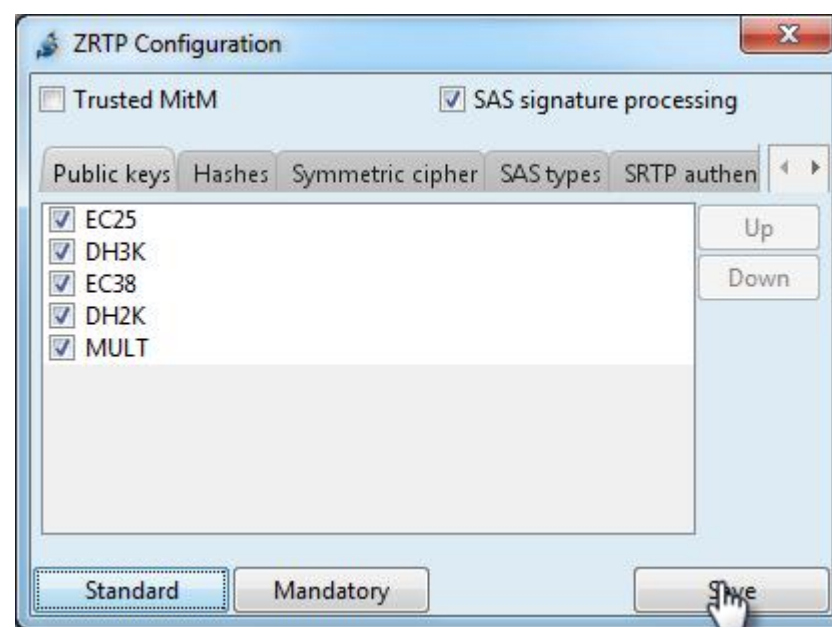 ZRTP Configuration
Trusted MitM SAS signature processing
Public keys Hashes Symmetric cipher SAS types SRTP authen
EC25 Up
DH3K
EC38 Down
DH2K
MULT
Standard Mandatory Save